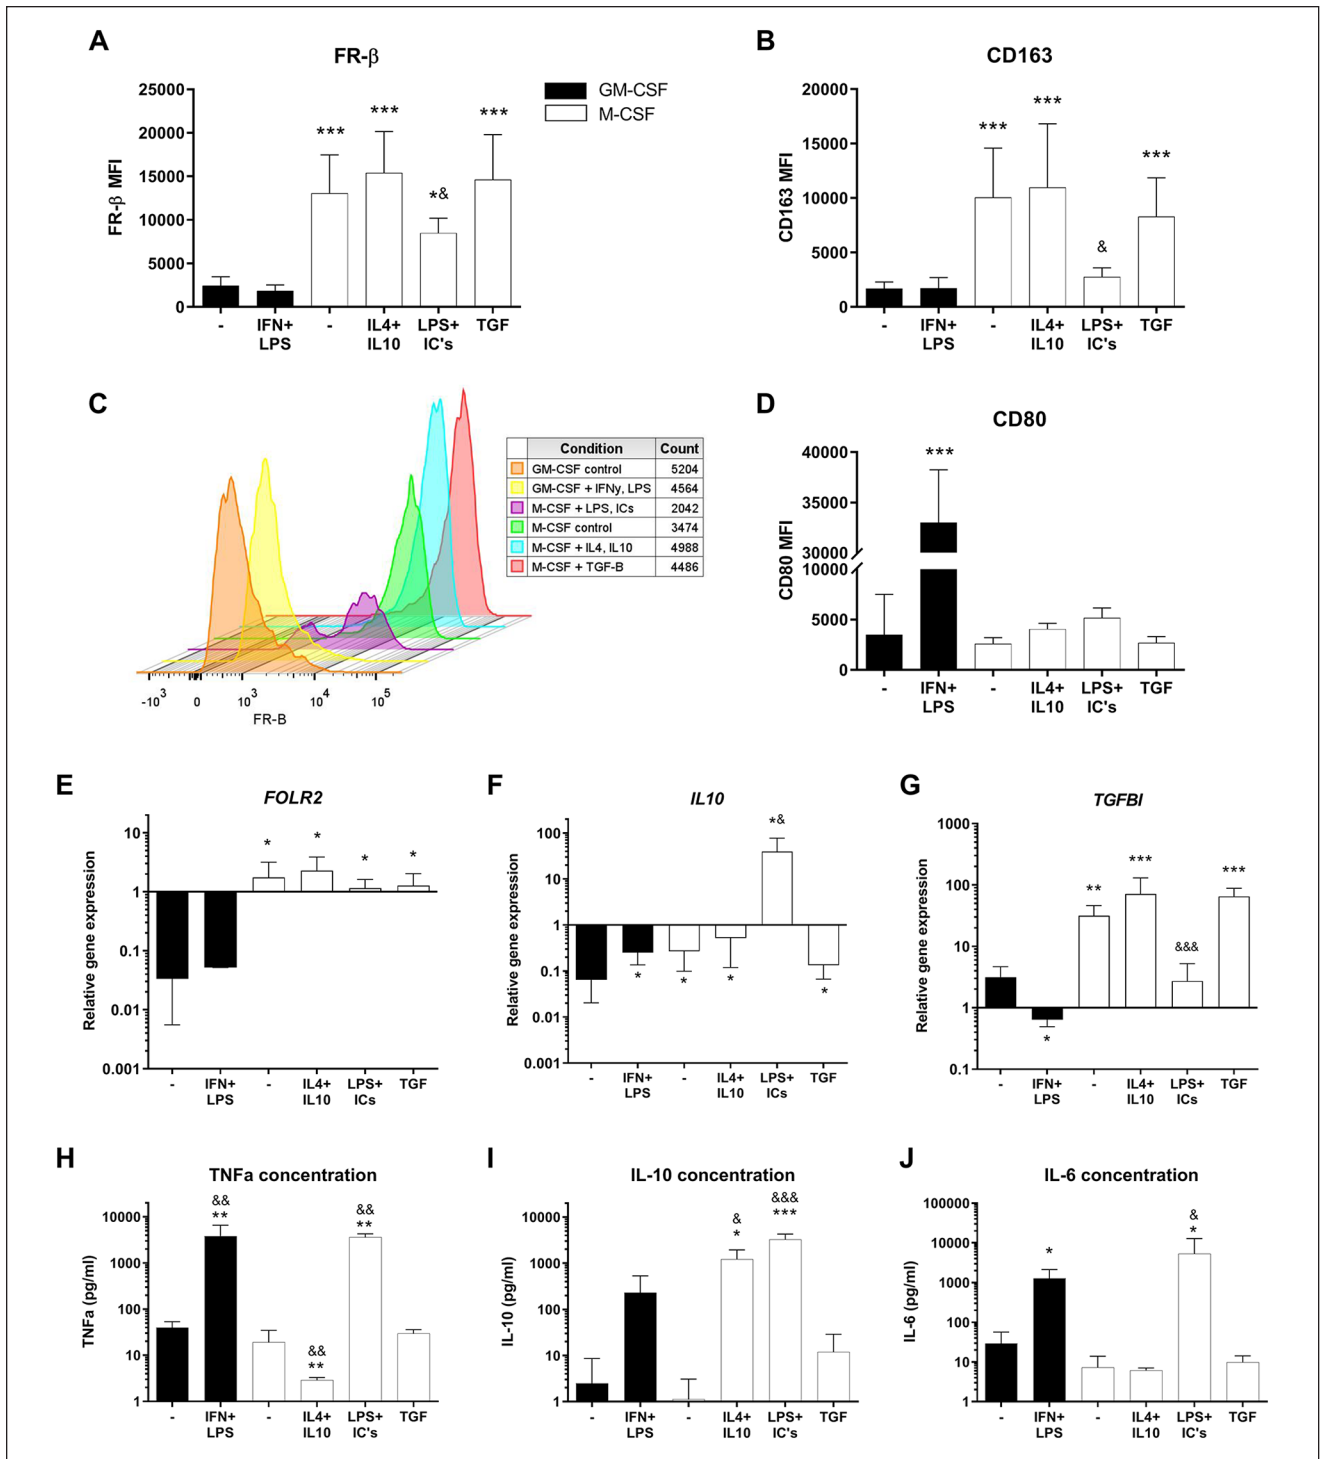 A
FR-β
GM-CSF
M-CSF
FR-β MFI
25000
20000
15000
10000
5000
0
***
***
*&
***
- IFN+ - IL4+ LPS+ TGF
LPS IL10 IC's
B
CD163
CD163 MFI
20000
15000
10000
5000
0
***
***
&
***
- IFN+ - IL4+ LPS+ TGF
LPS IL10 IC's
C
Condition Count
GM-CSF control 5204
GM-CSF + IFNy, LPS 4564
M-CSF + LPS, ICs 2042
M-CSF control 3474
M-CSF + IL4, IL10 4988
M-CSF + TGF-B 4486
-10³ 0 10³ 10⁴ 10⁵
FR-B
D
CD80
CD80 MFI
40000
35000
30000
10000
5000
0
***
- IFN+ - IL4+ LPS+ TGF
LPS IL10 IC's
E
FOLR2
Relative gene expression
10
1
0.1
0.01
0.001
* * * *
- IFN+ - IL4+ LPS+ TGF
LPS IL10 ICs
F
IL10
Relative gene expression
100
10
1
0.1
0.01
0.001
*&
* * * *
- IFN+ - IL4+ LPS+ TGF
LPS IL10 ICs
G
TGFBI
Relative gene expression
1000
100
10
1
0.1
** *** &&& ***
*
- IFN+ - IL4+ LPS+ TGF
LPS IL10 ICs
H
TNFa concentration
TNFa (pg/ml)
10000
1000
100
10
1
&& &&
** **
&&
**
- IFN+ - IL4+ LPS+ TGF
LPS IL10 IC's
I
IL-10 concentration
IL-10 (pg/ml)
10000
1000
100
10
1
& &&&
* ***
- IFN+ - IL4+ LPS+ TGF
LPS IL10 IC's
J
IL-6 concentration
IL-6 (pg/ml)
100000
10000
1000
100
10
1
&
* *
- IFN+ - IL4+ LPS+ TGF
LPS IL10 IC's